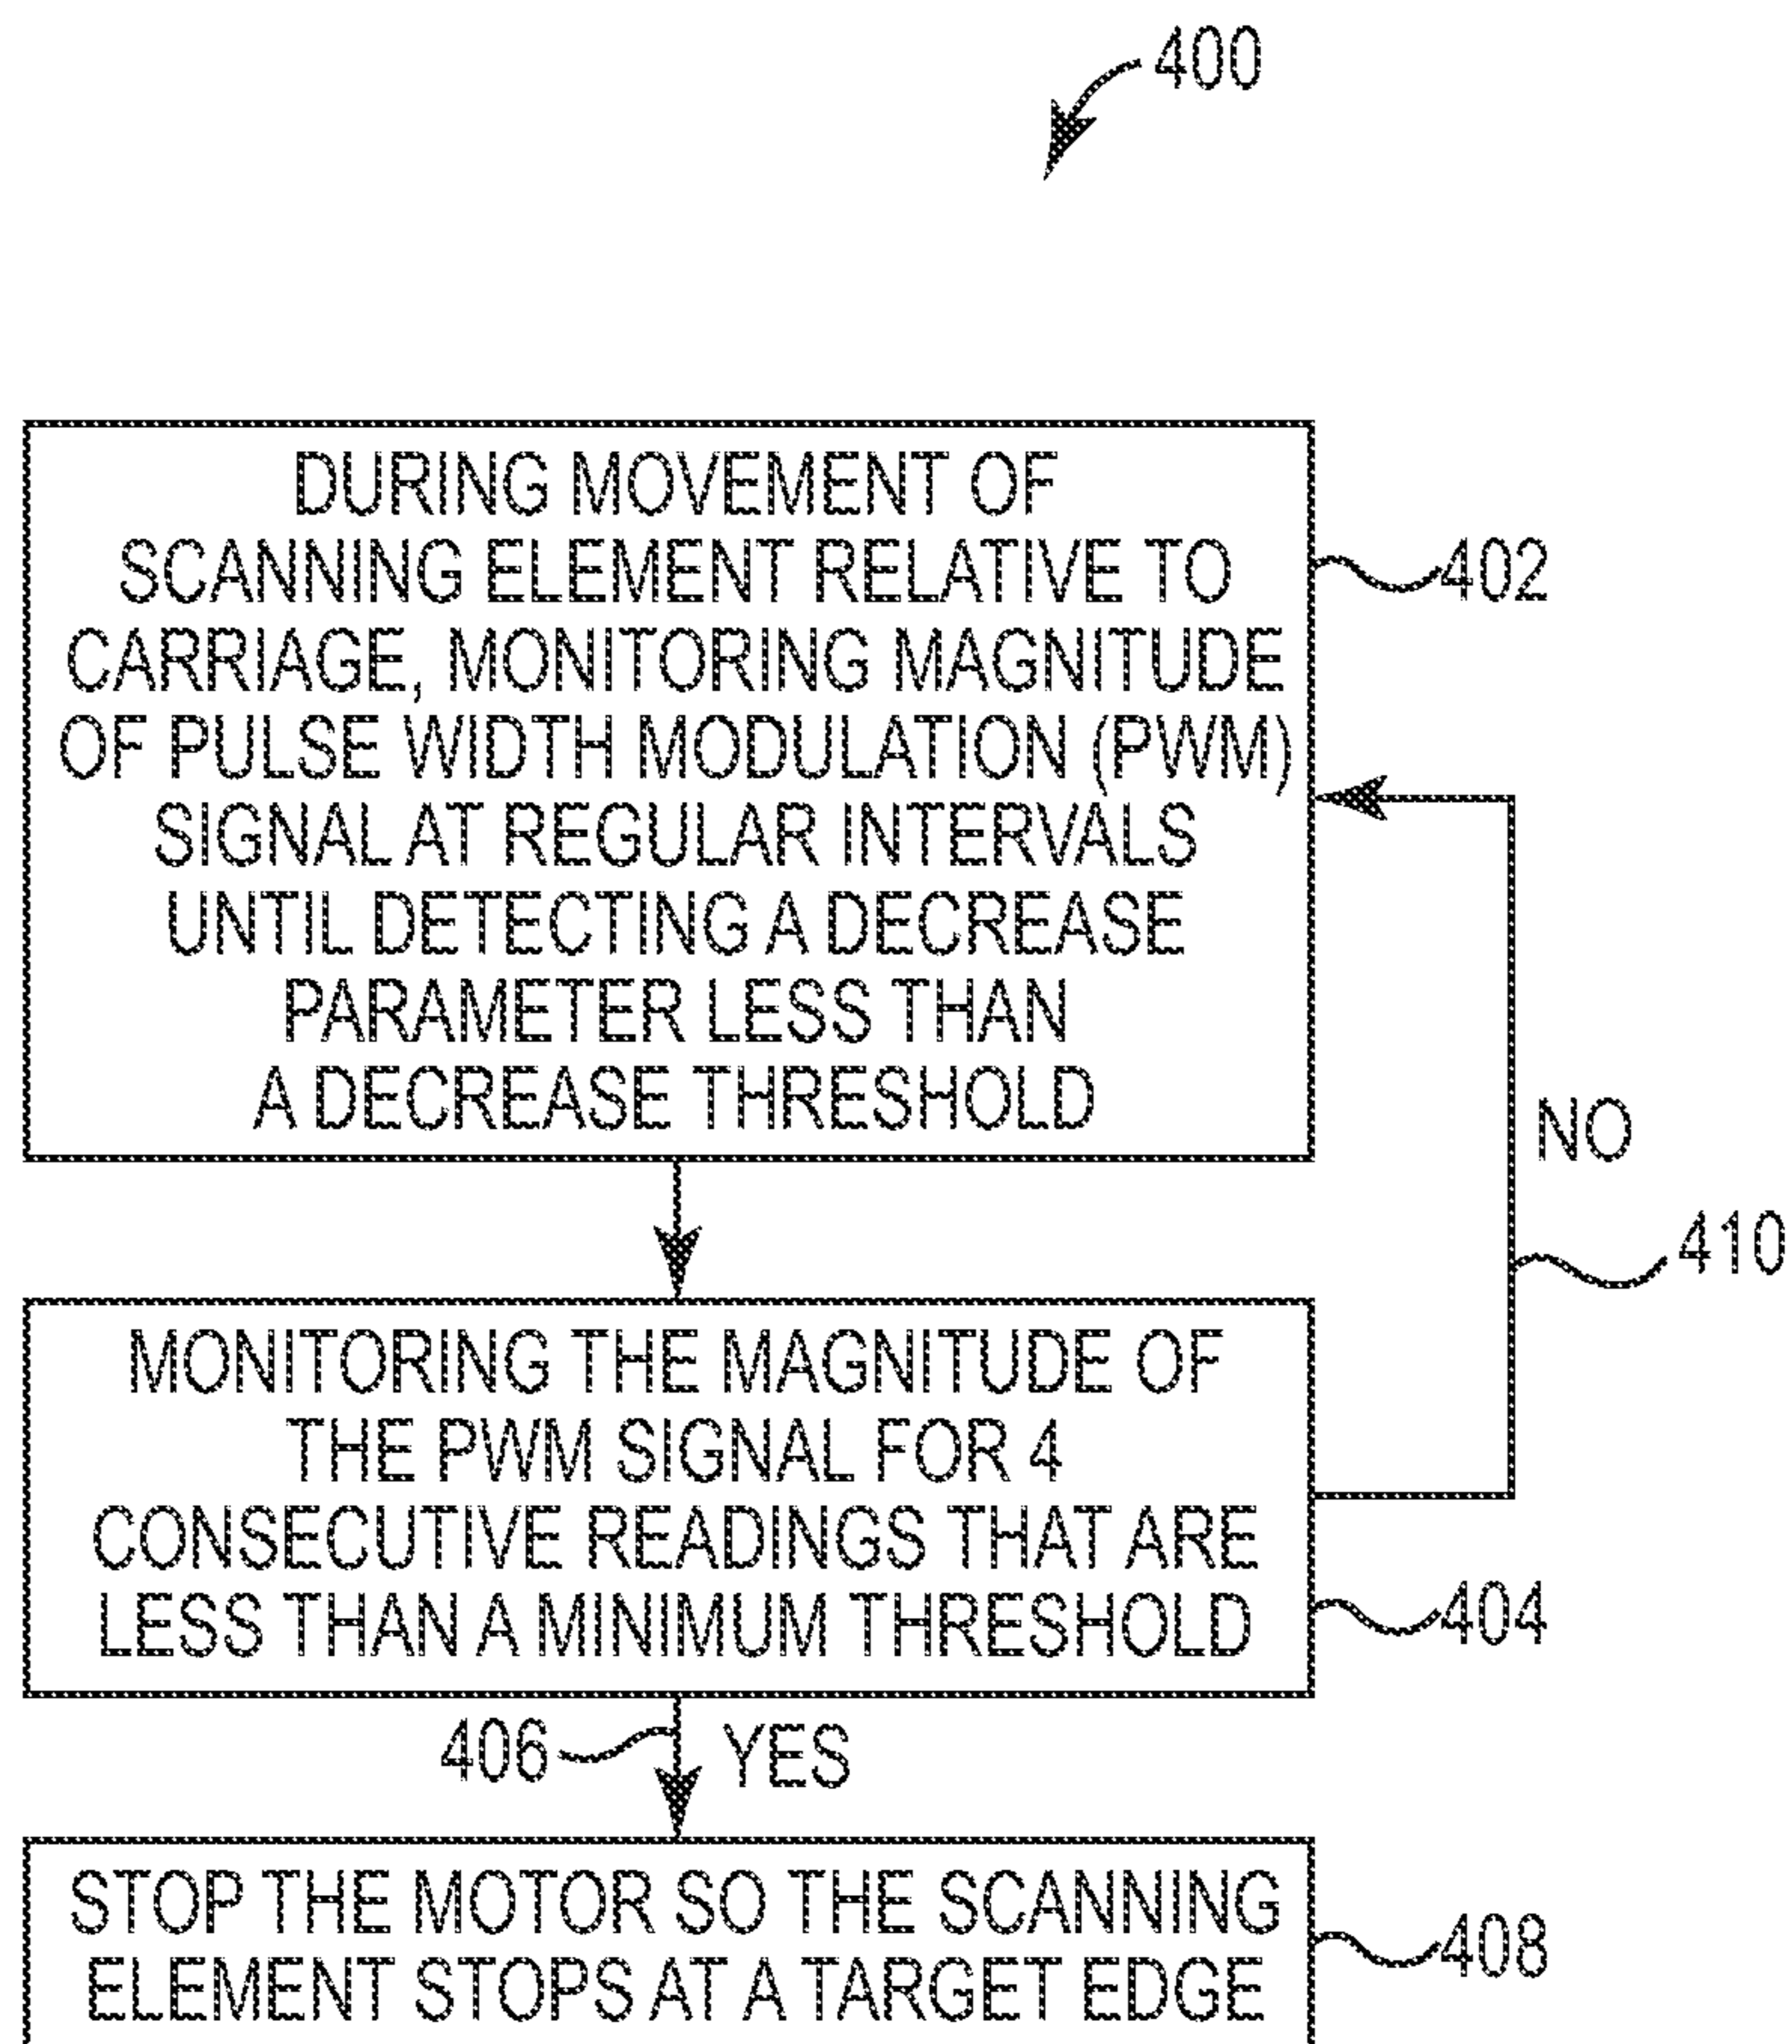 400
DURING MOVEMENT OF
SCANNING ELEMENT RELATIVE TO
CARRIAGE, MONITORING MAGNITUDE
OF PULSE WIDTH MODULATION (PWM)
SIGNAL AT REGULAR INTERVALS
UNTIL DETECTING A DECREASE
PARAMETER LESS THAN
A DECREASE THRESHOLD
402
NO
410
MONITORING THE MAGNITUDE OF
THE PWM SIGNAL FOR 4
CONSECUTIVE READINGS THAT ARE
LESS THAN A MINIMUM THRESHOLD
404
406
YES
STOP THE MOTOR SO THE SCANNING
ELEMENT STOPS AT A TARGET EDGE
408